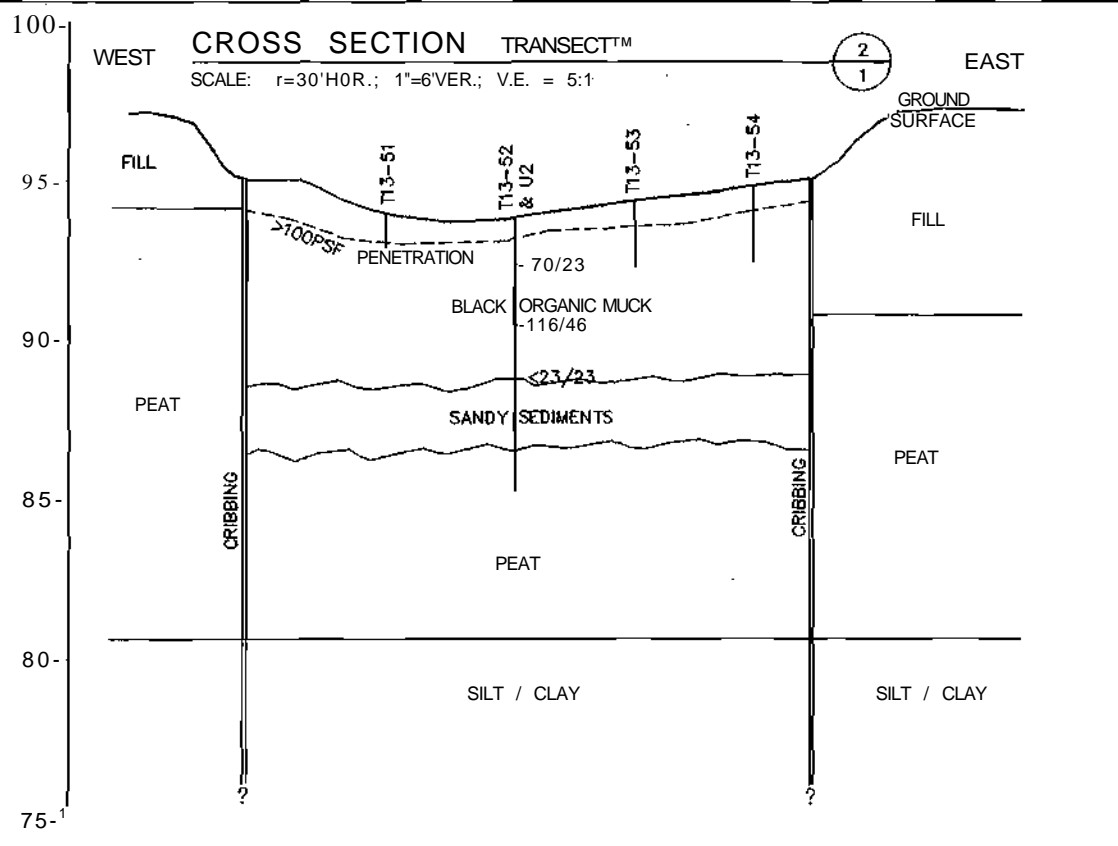 100-
WEST
CROSS SECTION TRANSECT™
2
1
EAST
SCALE: r=30'H0R.; 1"=6'VER.; V.E. = 5:1
GROUND
SURFACE
FILL
T13-51
T13-52
& U2
T13-53
T13-54
95-
FILL
>100PSF
PENETRATION
- 70/23
BLACK ORGANIC MUCK
-116/46
90-
<23/23
PEAT
SANDY SEDIMENTS
PEAT
85-
CRIBBING
CRIBBING
PEAT
80-
SILT / CLAY
SILT / CLAY
?
?
75-1